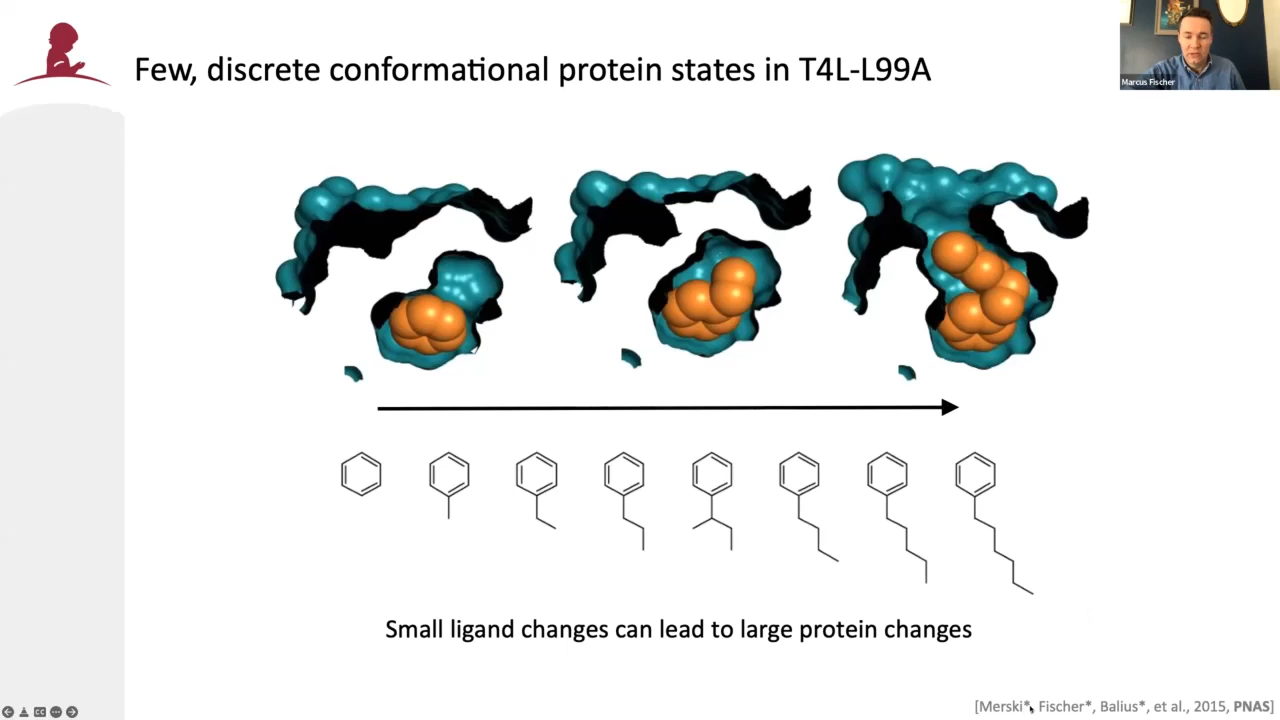 Few, discrete conformational protein states in T4L-L99A
Marcus Fischer
Small ligand changes can lead to large protein changes
[Merski*, Fischer*, Balius*, et al., 2015, PNAS]
CC